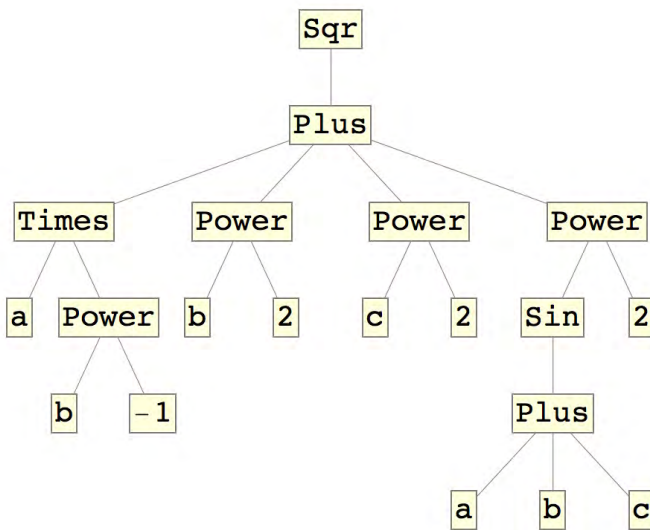 Sqr
Plus
Times Power Power Power
a Power b 2 c 2 Sin 2
b -1 Plus
a b c